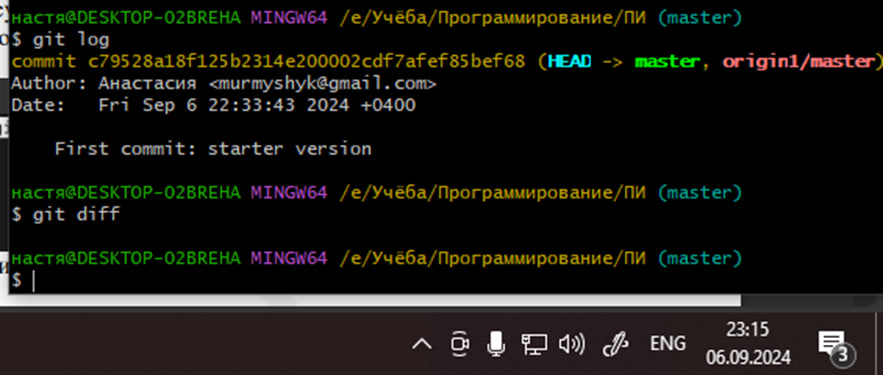 настя@DESKTOP-O2BREHA MINGW64 /e/Учёба/Программирование/ПИ (master)
$ git log
commit c79528a18f125b2314e200002cdf7afef85bef68 (HEAD -> master, origin1/master)
Author: Анастасия <murmyshyk@gmail.com>
Date:   Fri Sep 6 22:33:43 2024 +0400
    First commit: starter version
настя@DESKTOP-O2BREHA MINGW64 /e/Учёба/Программирование/ПИ (master)
$ git diff
настя@DESKTOP-O2BREHA MINGW64 /e/Учёба/Программирование/ПИ (master)
$
ENG
23:15
06.09.2024
3